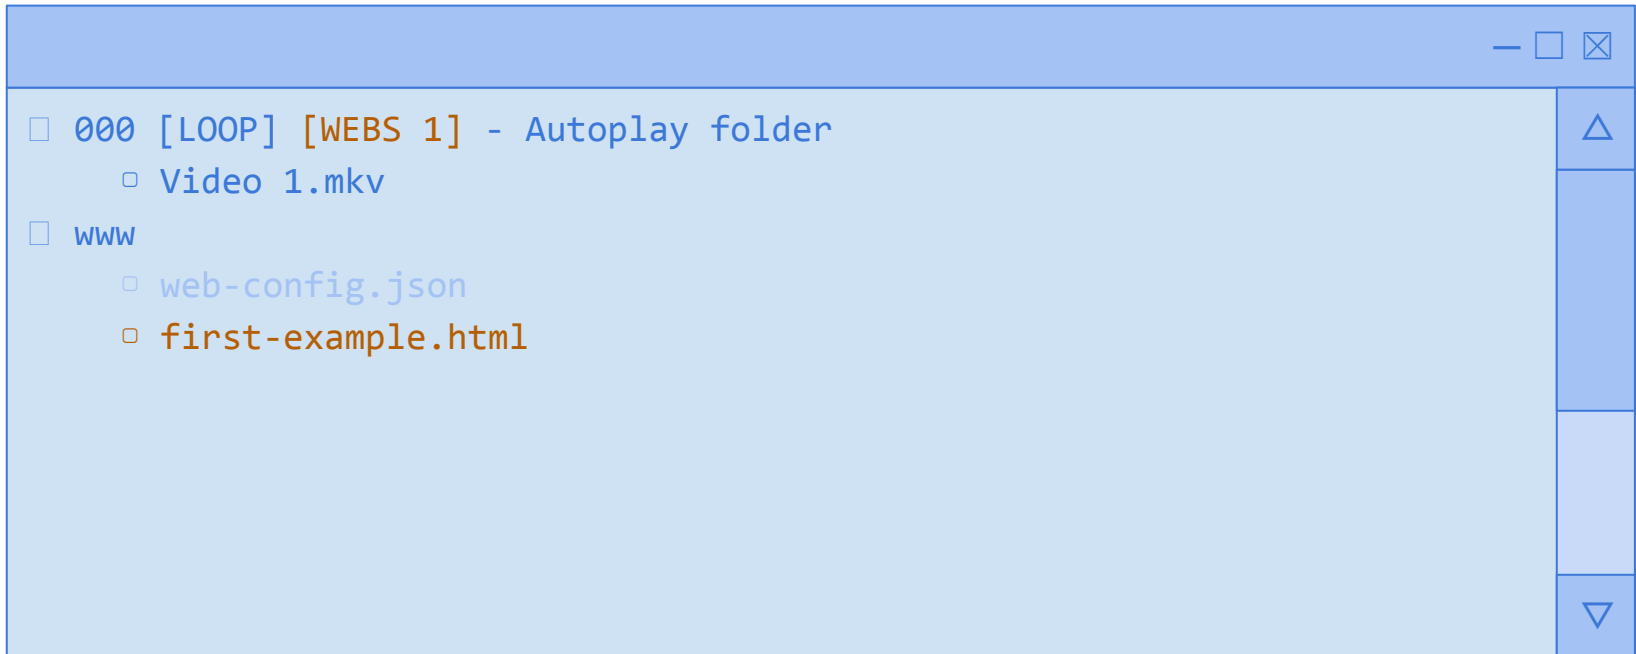 000 [LOOP] [WEBS 1] - Autoplay folder
Video 1.mkv
www
web-config.json
first-example.html